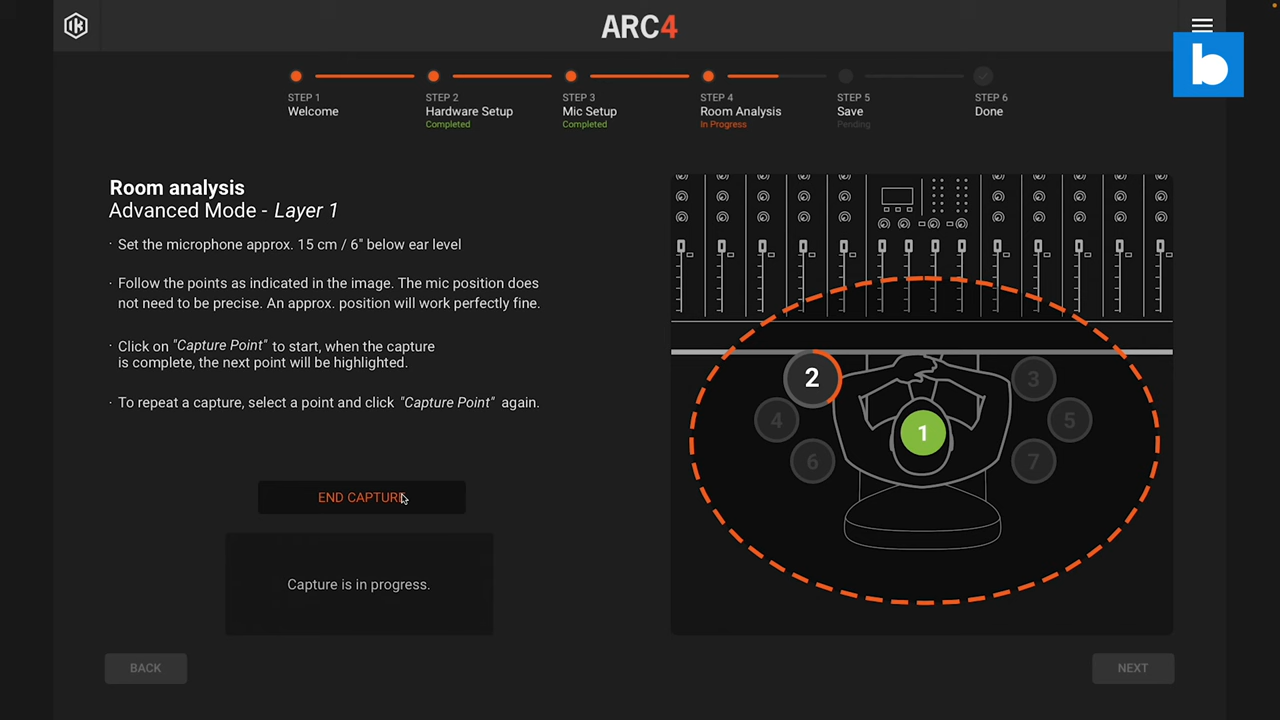 IK
ARC4
b
STEP 1
Welcome
STEP 2
Hardware Setup
Completed
STEP 3
Mic Setup
Completed
STEP 4
Room Analysis
In Progress
STEP 5
Save
Pending
STEP 6
Done
Room analysis
Advanced Mode - Layer 1
· Set the microphone approx. 15 cm / 6" below ear level
· Follow the points as indicated in the image. The mic position does
not need to be precise. An approx. position will work perfectly fine.
· Click on "Capture Point" to start, when the capture
is complete, the next point will be highlighted.
· To repeat a capture, select a point and click "Capture Point" again.
END CAPTURE
Capture is in progress.
2
3
4
1
5
6
7
BACK
NEXT